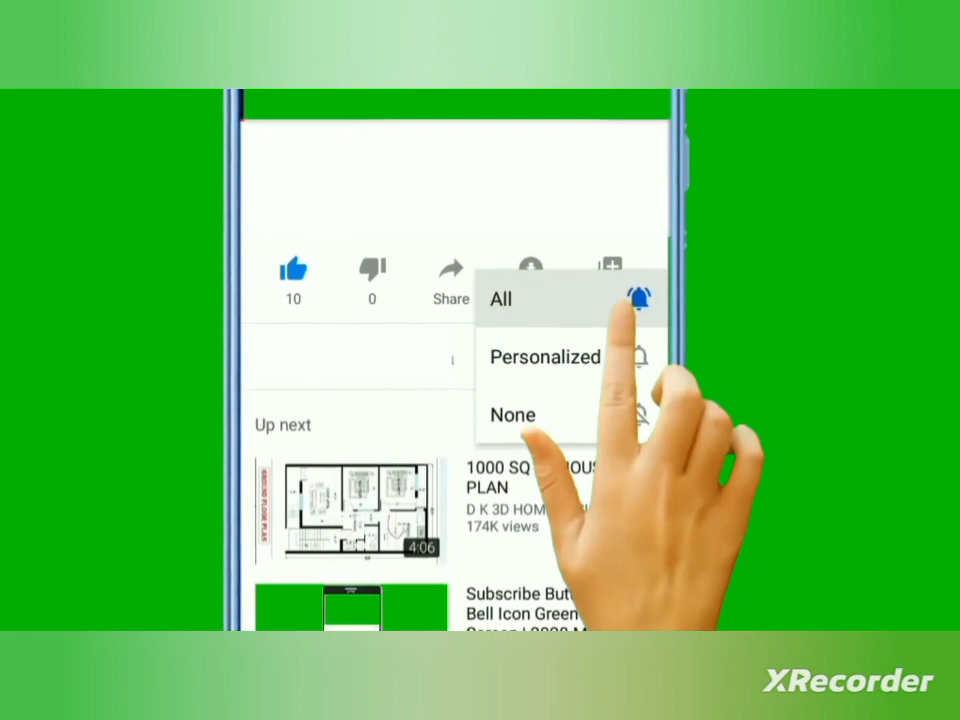 10
0
Share
All
Personalized
None
Up next
1000 SQ
PLAN
D K 3D HOM
174K views
4:06
Subscribe But
Bell Icon Green
XRecorder